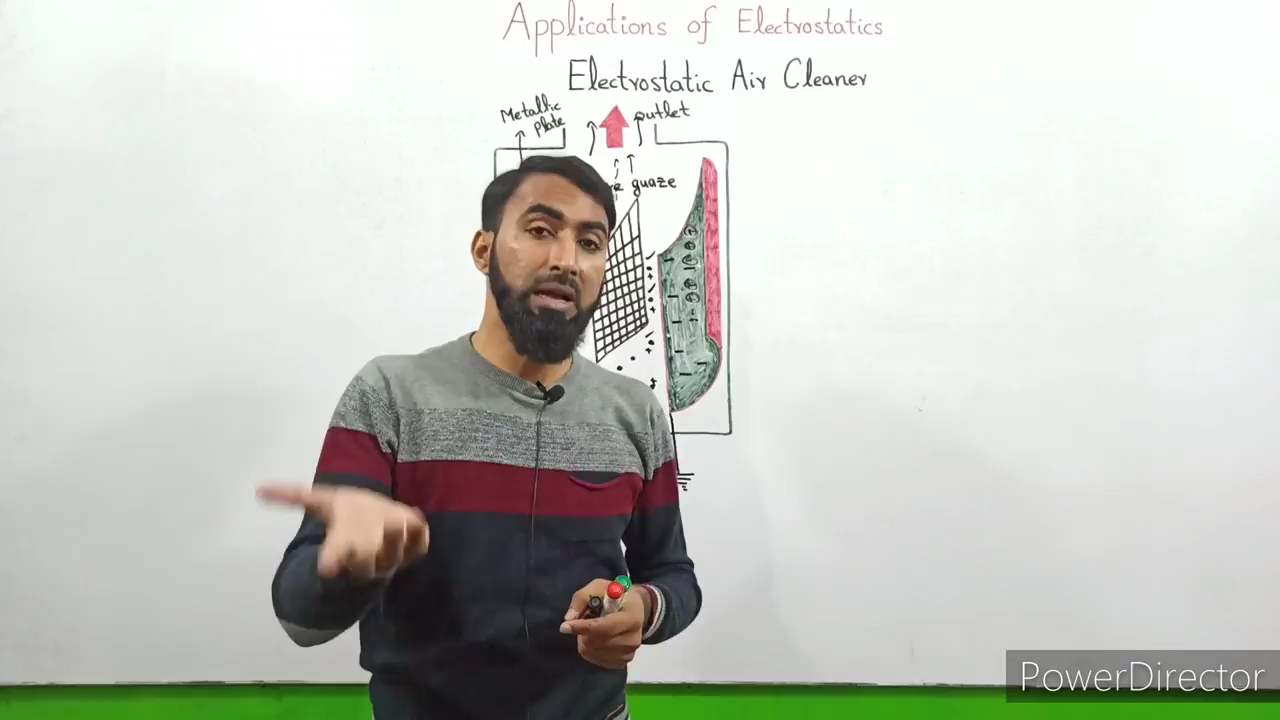 Applications of Electrostatics
Electrostatic Air Cleaner
Metallic
plate
outlet
guaze
PowerDirector